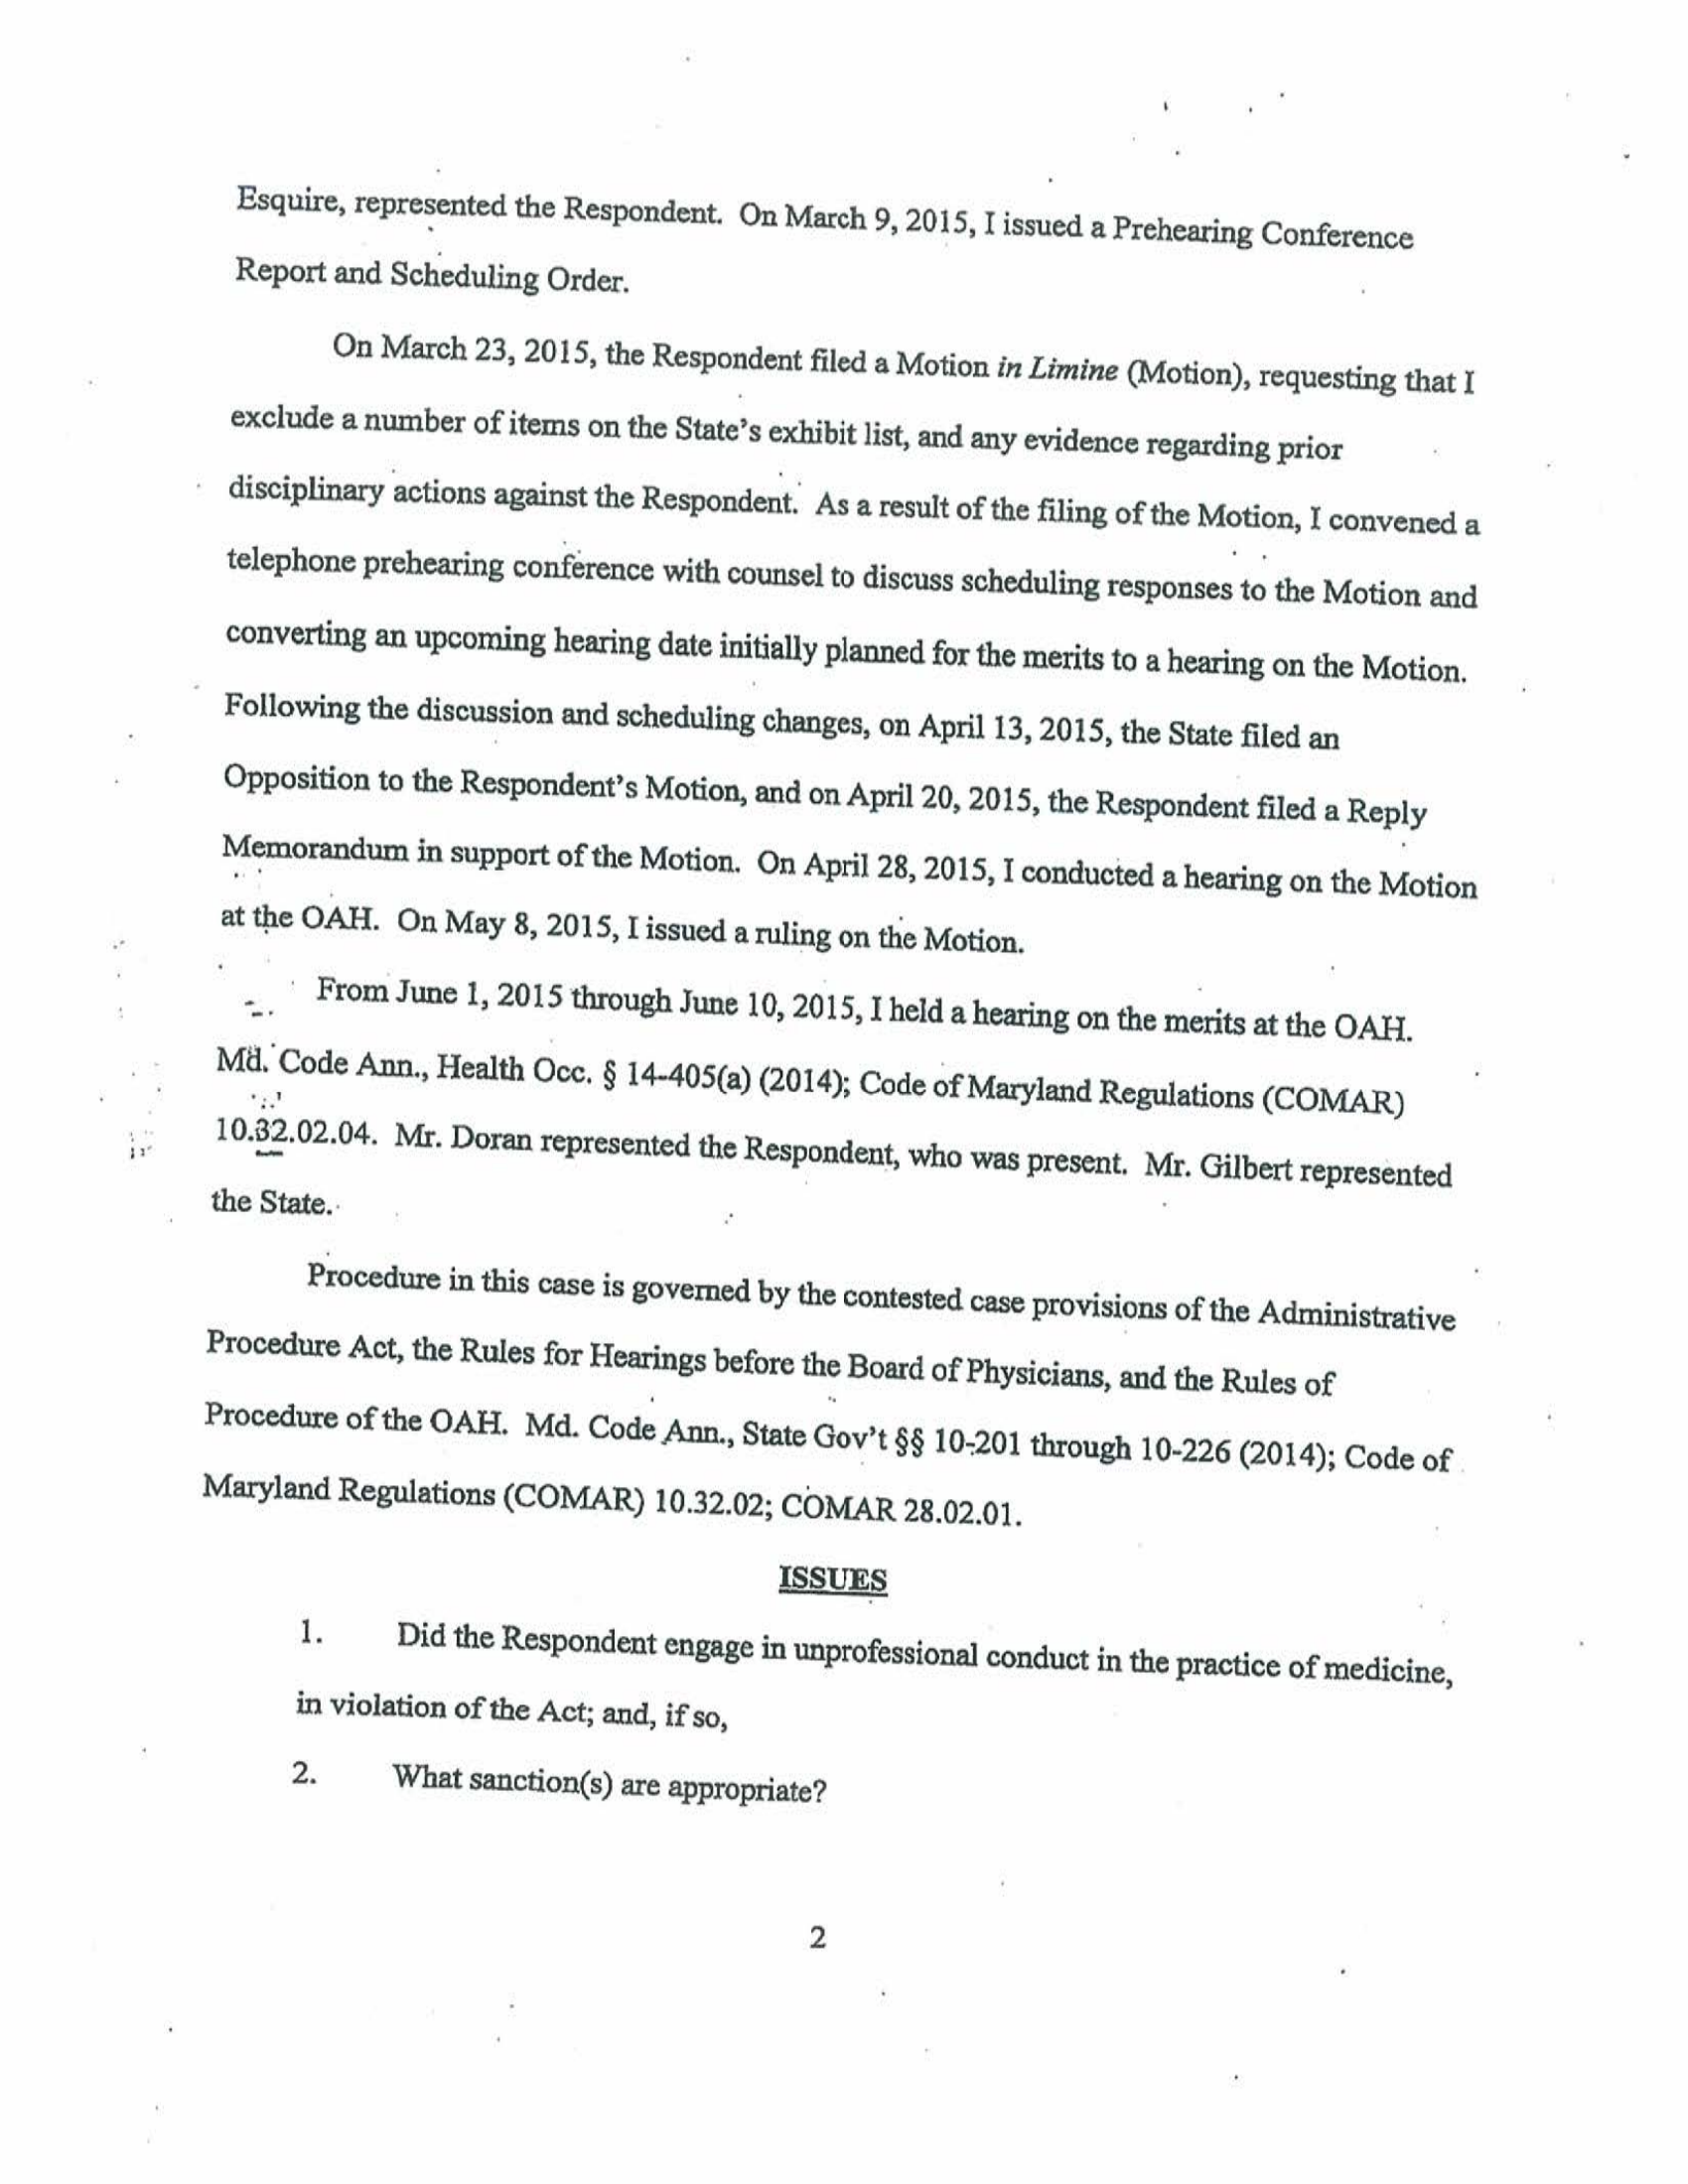 Esquire, represented the Respondent. On March 9, 2015, I issued a Prehearing Conference
Report and Scheduling Order.
On March 23, 2015, the Respondent filed a Motion in Limine (Motion), requesting that I
exclude a number of items on the State's exhibit list, and any evidence regarding prior
disciplinary actions against the Respondent. As a result of the filing of the Motion, I convened a
telephone prehearing conference with counsel to discuss scheduling responses to the Motion and
converting an upcoming hearing date initially planned for the merits to a hearing on the Motion.
Following the discussion and scheduling changes, on April 13, 2015, the State filed an
Opposition to the Respondent's Motion, and on April 20, 2015, the Respondent filed a Reply
Memorandum in support of the Motion. On April 28, 2015, I conducted a hearing on the Motion
at the OAH. On May 8, 2015, I issued a ruling on the Motion.
From June 1, 2015 through June 10, 2015, I held a hearing on the merits at the OAH.
Md. Code Ann., Health Occ. § 14-405(a) (2014); Code of Maryland Regulations (COMAR)
10.32.02.04. Mr. Doran represented the Respondent, who was present. Mr. Gilbert represented
the State.
Procedure in this case is governed by the contested case provisions of the Administrative
Procedure Act, the Rules for Hearings before the Board of Physicians, and the Rules of
Procedure of the OAH. Md. Code Ann., State Gov't §§ 10-201 through 10-226 (2014); Code of
Maryland Regulations (COMAR) 10.32.02; COMAR 28.02.01.
ISSUES
1. Did the Respondent engage in unprofessional conduct in the practice of medicine,
in violation of the Act; and, if so,
2. What sanction(s) are appropriate?
2